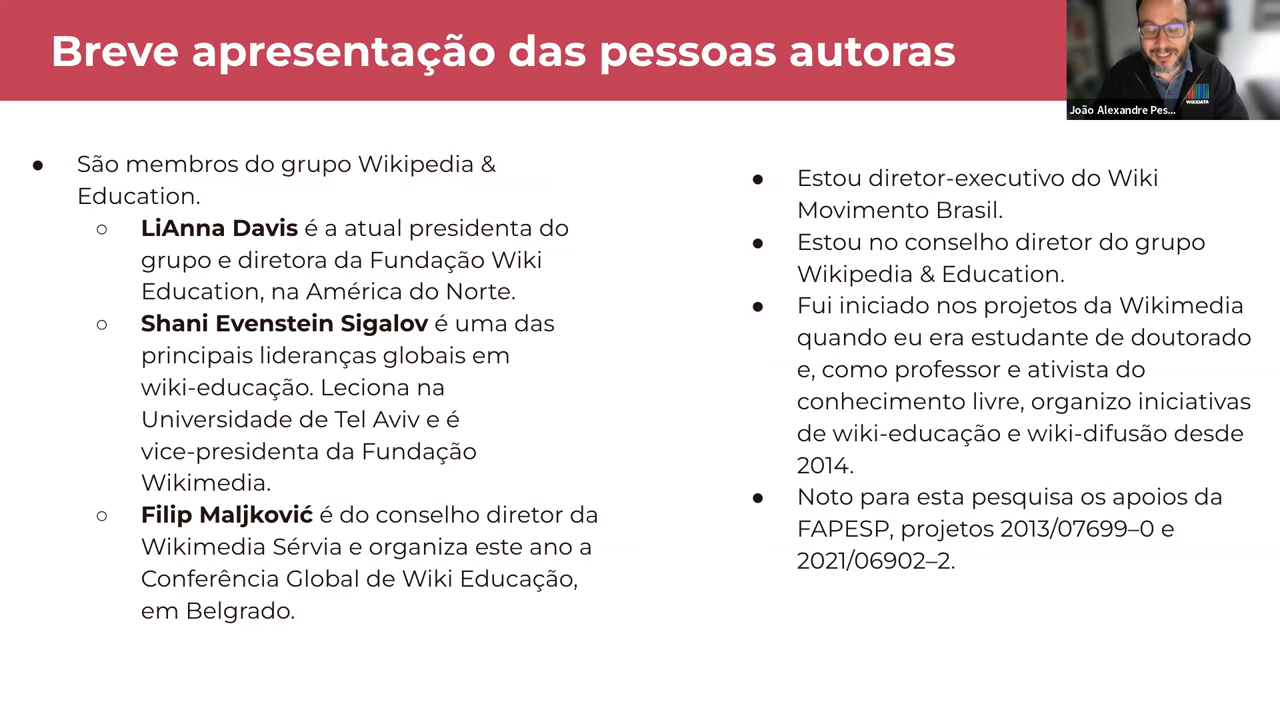 Breve apresentação das pessoas autoras
WIKIDATA
João Alexandre Pes...
● São membros do grupo Wikipedia &
Education.
○ LiAnna Davis é a atual presidenta do
grupo e diretora da Fundação Wiki
Education, na América do Norte.
○ Shani Evenstein Sigalov é uma das
principais lideranças globais em
wiki-educação. Leciona na
Universidade de Tel Aviv e é
vice-presidenta da Fundação
Wikimedia.
○ Filip Maljković é do conselho diretor da
Wikimedia Sérvia e organiza este ano a
Conferência Global de Wiki Educação,
em Belgrado.
● Estou diretor-executivo do Wiki
Movimento Brasil.
● Estou no conselho diretor do grupo
Wikipedia & Education.
● Fui iniciado nos projetos da Wikimedia
quando eu era estudante de doutorado
e, como professor e ativista do
conhecimento livre, organizo iniciativas
de wiki-educação e wiki-difusão desde
2014.
● Noto para esta pesquisa os apoios da
FAPESP, projetos 2013/07699–0 e
2021/06902–2.